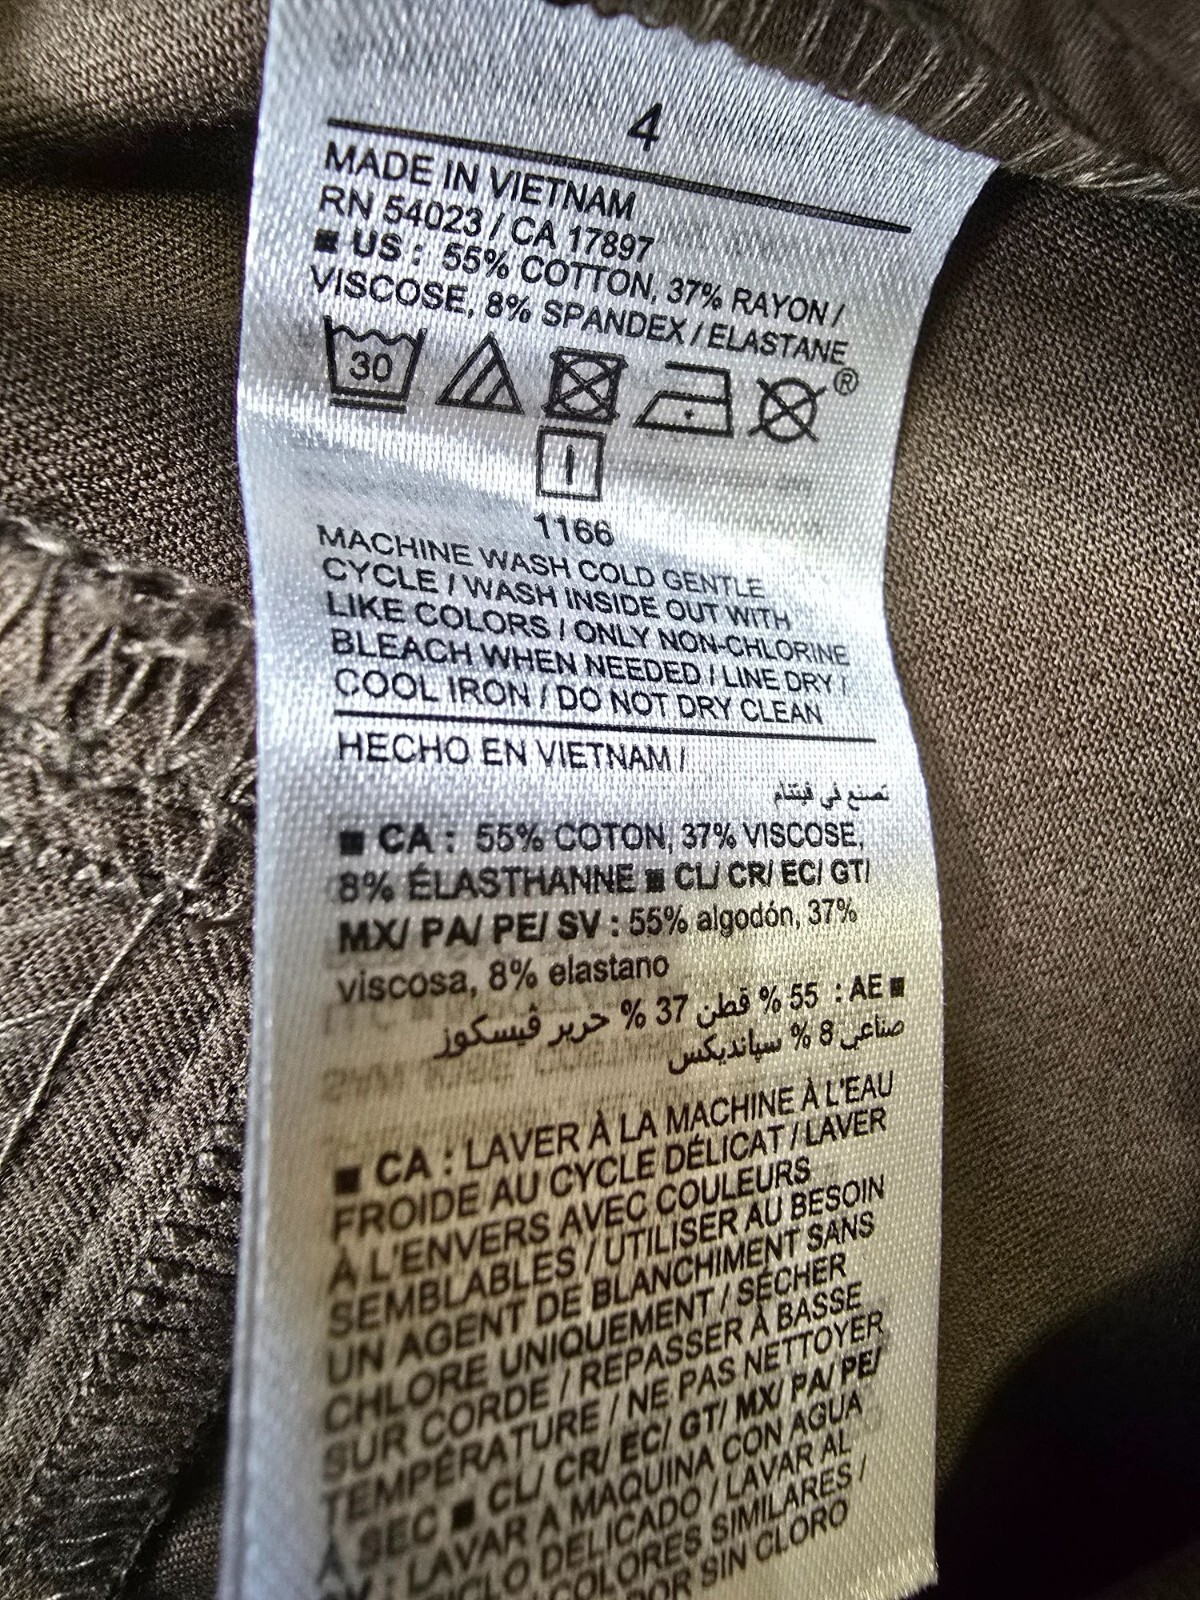 4
MADE IN VIETNAM
RN 54023 / CA 17897
■ US : 55% COTTON, 37% RAYON /
VISCOSE, 8% SPANDEX / ELASTANE
30
®
1166
MACHINE WASH COLD GENTLE
CYCLE / WASH INSIDE OUT WITH
LIKE COLORS / ONLY NON-CHLORINE
BLEACH WHEN NEEDED / LINE DRY /
COOL IRON / DO NOT DRY CLEAN
HECHO EN VIETNAM /
تصنع في فيتنام
■ CA : 55% COTON, 37% VISCOSE,
8% ÉLASTHANNE ■ CL/ CR/ EC/ GT/
MX/ PA/ PE/ SV : 55% algodón, 37%
viscosa, 8% elastano
■ AE : 55 % قطن 37 % حرير فيسكوز
صناعي 8 % سپانديكس
■ CA : LAVER À LA MACHINE À L'EAU
FROIDE AU CYCLE DÉLICAT / LAVER
À L'ENVERS AVEC COULEURS
SEMBLABLES / UTILISER AU BESOIN
UN AGENT DE BLANCHIMENT SANS
CHLORE UNIQUEMENT / SÉCHER
SUR CORDE / REPASSER À BASSE
TEMPÉRATURE / NE PAS NETTOYER
À SEC ■ CL/ CR/ EC/ GT/ MX/ PA/ PE/
SV : LAVAR A MAQUINA CON AGUA
DELICADO / LAVAR AL
COLORES SIMILARES /
SIN CLORO